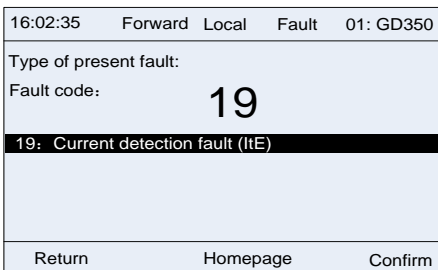 16:02:35 Forward Local Fault 01: GD350
Type of present fault:
Fault code：
19
19：Current detection fault (ItE)
Return Homepage Confirm